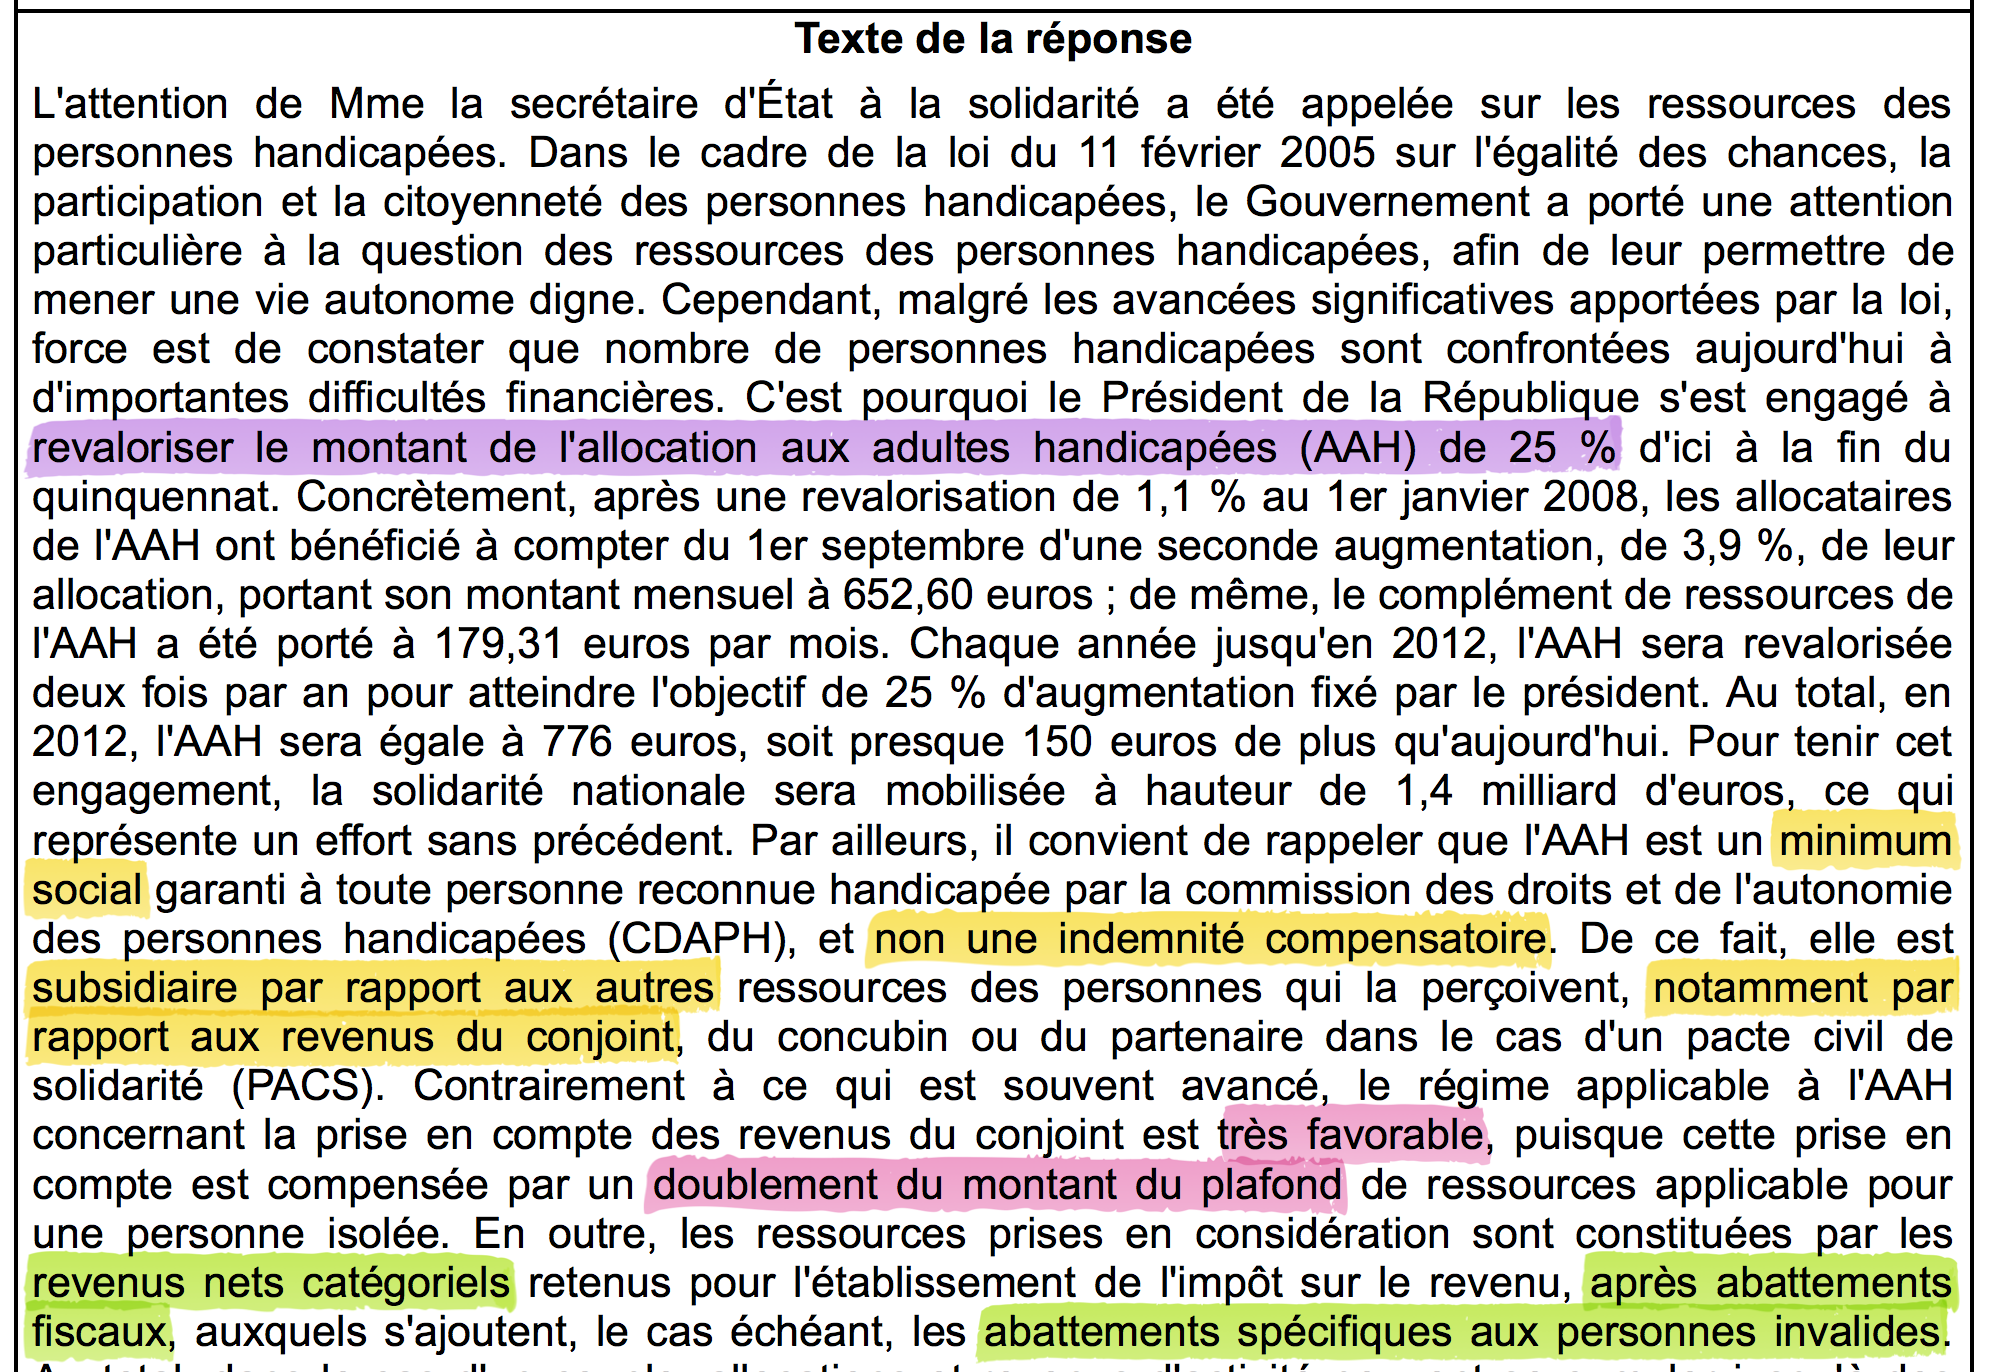 Texte de la réponse
L'attention de Mme la secrétaire d'État à la solidarité a été appelée sur les ressources des
personnes handicapées. Dans le cadre de la loi du 11 février 2005 sur l'égalité des chances, la
participation et la citoyenneté des personnes handicapées, le Gouvernement a porté une attention
particulière à la question des ressources des personnes handicapées, afin de leur permettre de
mener une vie autonome digne. Cependant, malgré les avancées significatives apportées par la loi,
force est de constater que nombre de personnes handicapées sont confrontées aujourd'hui à
d'importantes difficultés financières. C'est pourquoi le Président de la République s'est engagé à
revaloriser le montant de l'allocation aux adultes handicapées (AAH) de 25 % d'ici à la fin du
quinquennat. Concrètement, après une revalorisation de 1,1 % au 1er janvier 2008, les allocataires
de l'AAH ont bénéficié à compter du 1er septembre d'une seconde augmentation, de 3,9 %, de leur
allocation, portant son montant mensuel à 652,60 euros ; de même, le complément de ressources de
l'AAH a été porté à 179,31 euros par mois. Chaque année jusqu'en 2012, l'AAH sera revalorisée
deux fois par an pour atteindre l'objectif de 25 % d'augmentation fixé par le président. Au total, en
2012, l'AAH sera égale à 776 euros, soit presque 150 euros de plus qu'aujourd'hui. Pour tenir cet
engagement, la solidarité nationale sera mobilisée à hauteur de 1,4 milliard d'euros, ce qui
représente un effort sans précédent. Par ailleurs, il convient de rappeler que l'AAH est un minimum
social garanti à toute personne reconnue handicapée par la commission des droits et de l'autonomie
des personnes handicapées (CDAPH), et non une indemnité compensatoire. De ce fait, elle est
subsidiaire par rapport aux autres ressources des personnes qui la perçoivent, notamment par
rapport aux revenus du conjoint, du concubin ou du partenaire dans le cas d'un pacte civil de
solidarité (PACS). Contrairement à ce qui est souvent avancé, le régime applicable à l'AAH
concernant la prise en compte des revenus du conjoint est très favorable, puisque cette prise en
compte est compensée par un doublement du montant du plafond de ressources applicable pour
une personne isolée. En outre, les ressources prises en considération sont constituées par les
revenus nets catégoriels retenus pour l'établissement de l'impôt sur le revenu, après abattements
fiscaux, auxquels s'ajoutent, le cas échéant, les abattements spécifiques aux personnes invalides.